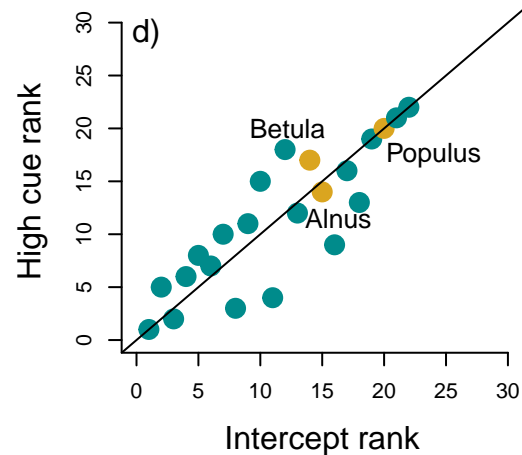 d)
30
25
20
15
10
5
0
High cue rank
Betula
Populus
Alnus
0 5 10 15 20 25 30
Intercept rank